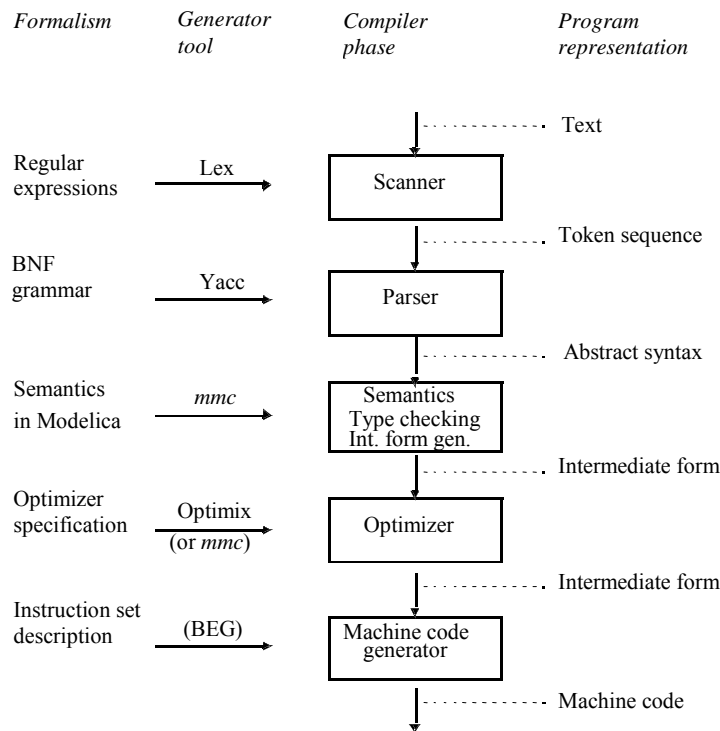 Formalism
Generator
tool
Compiler
phase
Program
representation
Text
Regular
expressions
Lex
Scanner
Token sequence
BNF
grammar
Yacc
Parser
Abstract syntax
Semantics
in Modelica
mmc
Semantics
Type checking
Int. form gen.
Intermediate form
Optimizer
specification
Optimix
(or mmc)
Optimizer
Intermediate form
Instruction set
description
(BEG)
Machine code
generator
Machine code